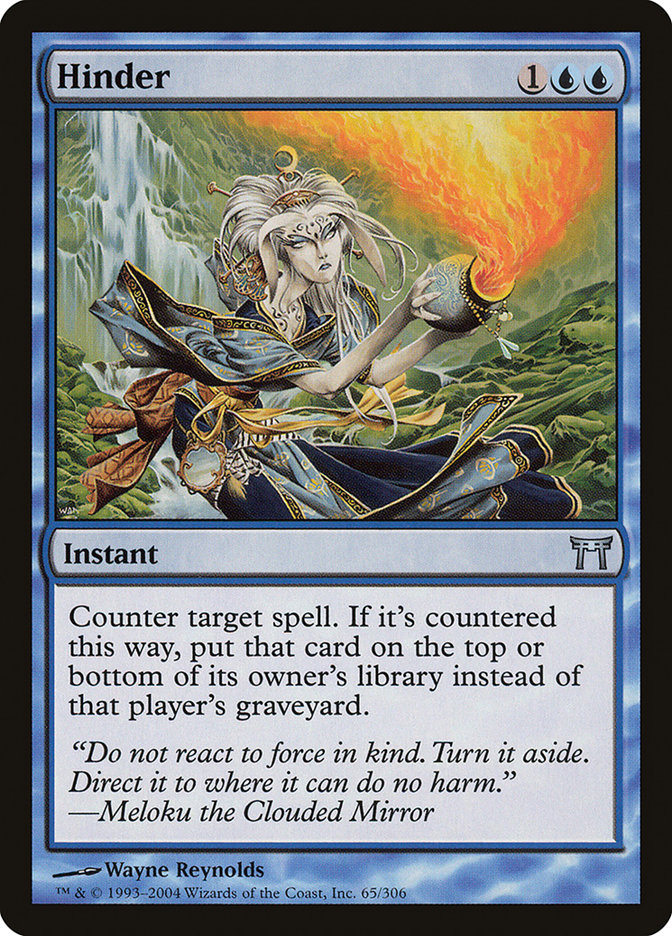 Hinder
1
Instant
Counter target spell. If it's countered
this way, put that card on the top or
bottom of its owner's library instead of
that player's graveyard.
“Do not react to force in kind. Turn it aside.
Direct it to where it can do no harm.”
—Meloku the Clouded Mirror
Wayne Reynolds
™ & © 1993–2004 Wizards of the Coast, Inc. 65/306